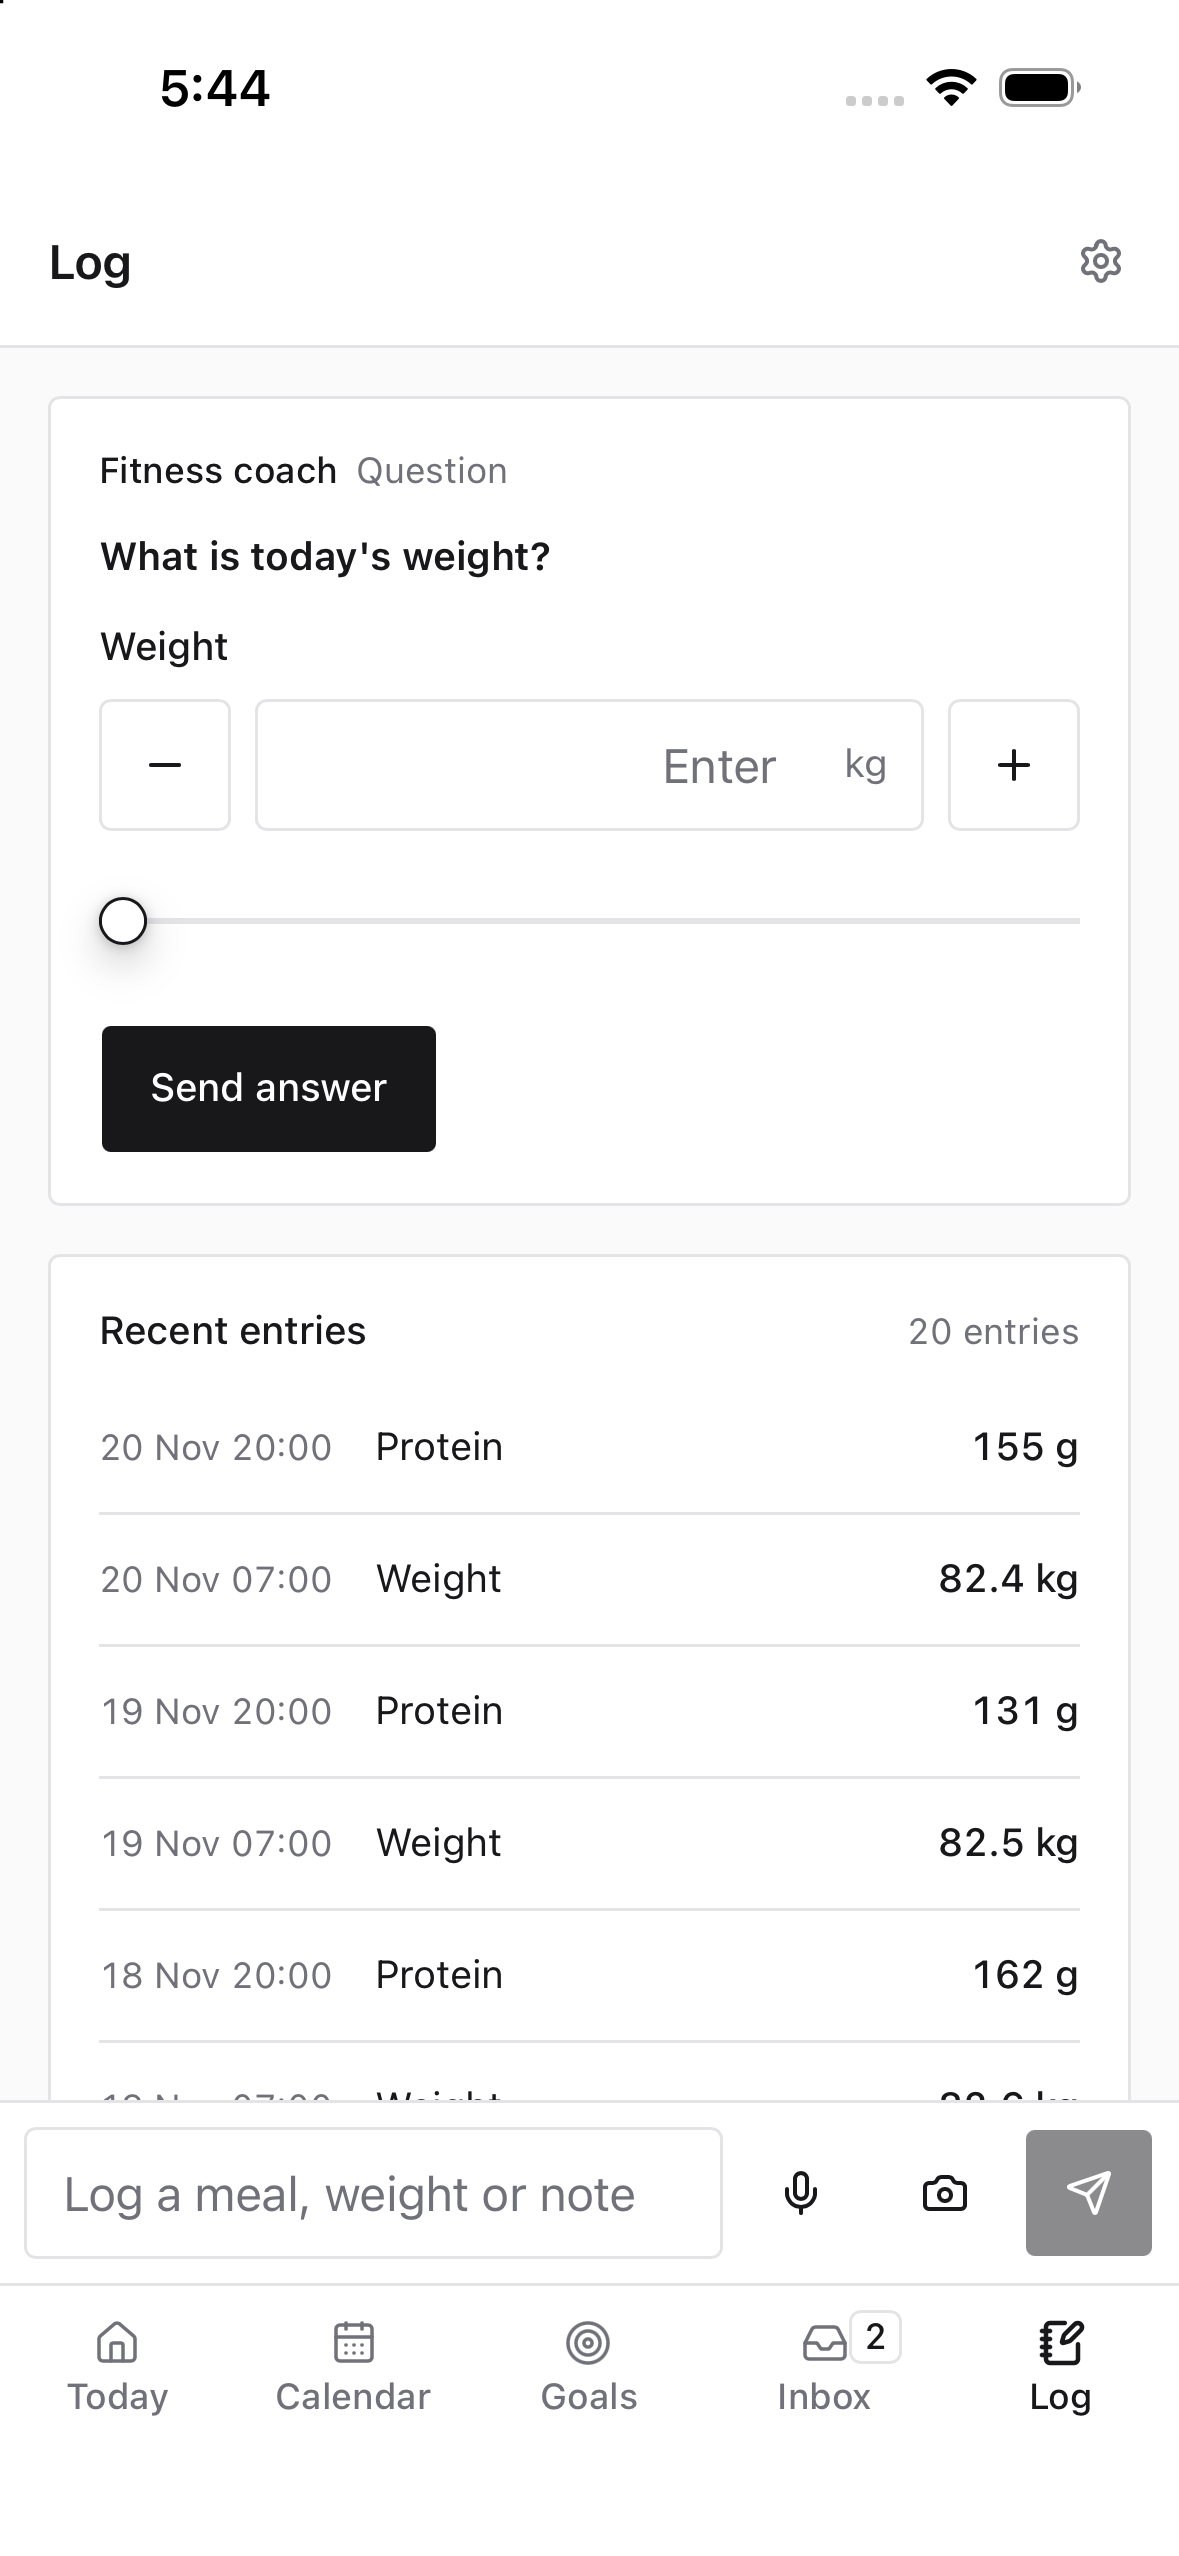 5:44
Log
Fitness coach Question
What is today's weight?
Weight
Enter kg
Send answer
Recent entries 20 entries
20 Nov 20:00 Protein 155 g
20 Nov 07:00 Weight 82.4 kg
19 Nov 20:00 Protein 131 g
19 Nov 07:00 Weight 82.5 kg
18 Nov 20:00 Protein 162 g
Weight
Log a meal, weight or note
2
Today Calendar Goals Inbox Log